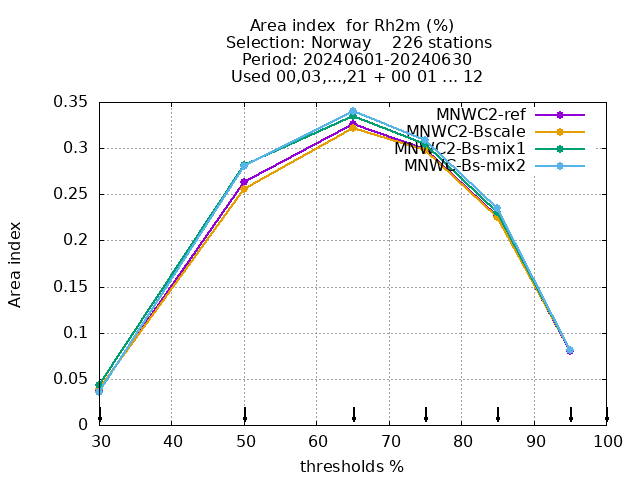 Area index  for Rh2m (%)
Selection: Norway    226 stations
Period: 20240601-20240630
Used 00,03,...,21 + 00 01 ... 12
0.35
0.3
0.25
0.2
0.15
0.1
0.05
0
Area index
MNWC2-ref
MNWC2-Bscale
MNWC2-Bs-mix1
MNWC-Bs-mix2
30 40 50 60 70 80 90 100
thresholds %